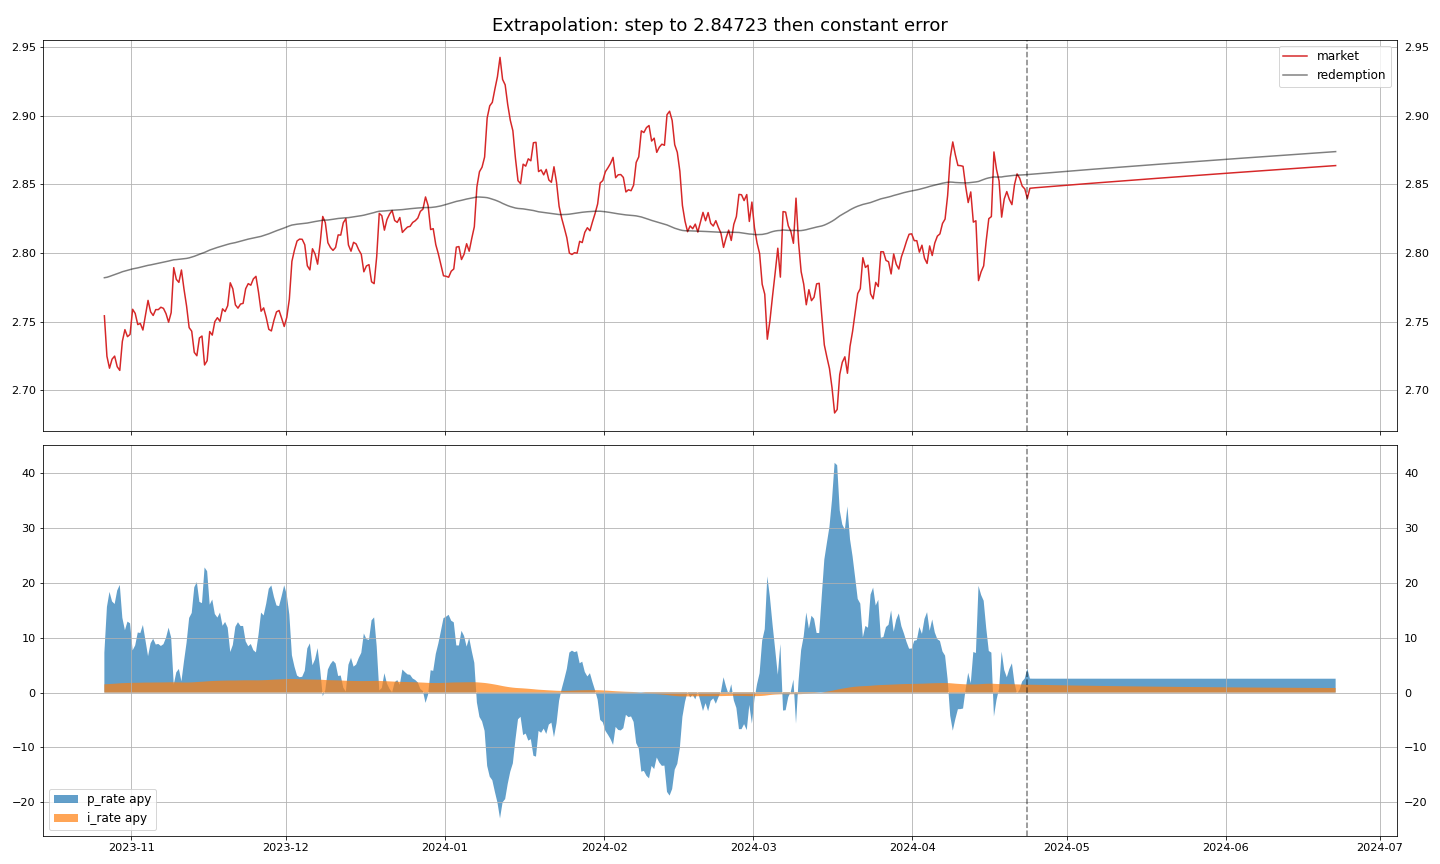 Extrapolation: step to 2.84723 then constant error
2.95 2.95
market
redemption
2.90 2.90
2.85 2.85
2.80 2.80
2.75 2.75
2.70 2.70
40 40
30 30
20 20
10 10
0 0
−10 −10
−20 −20
p_rate apy
i_rate apy
2023-11 2023-12 2024-01 2024-02 2024-03 2024-04 2024-05 2024-06 2024-07